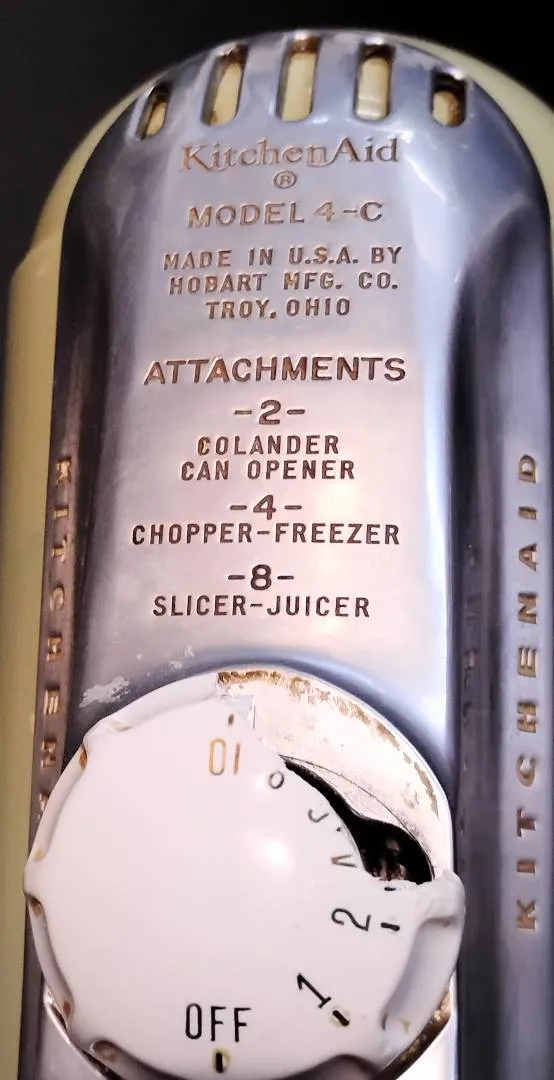 KitchenAid
®
MODEL 4-C
MADE IN U.S.A. BY
HOBART MFG. CO.
TROY, OHIO
ATTACHMENTS
-2-
COLANDER
CAN OPENER
-4-
CHOPPER-FREEZER
-8-
SLICER-JUICER
KITCHEN
KITCHENAID
10
2
1
OFF